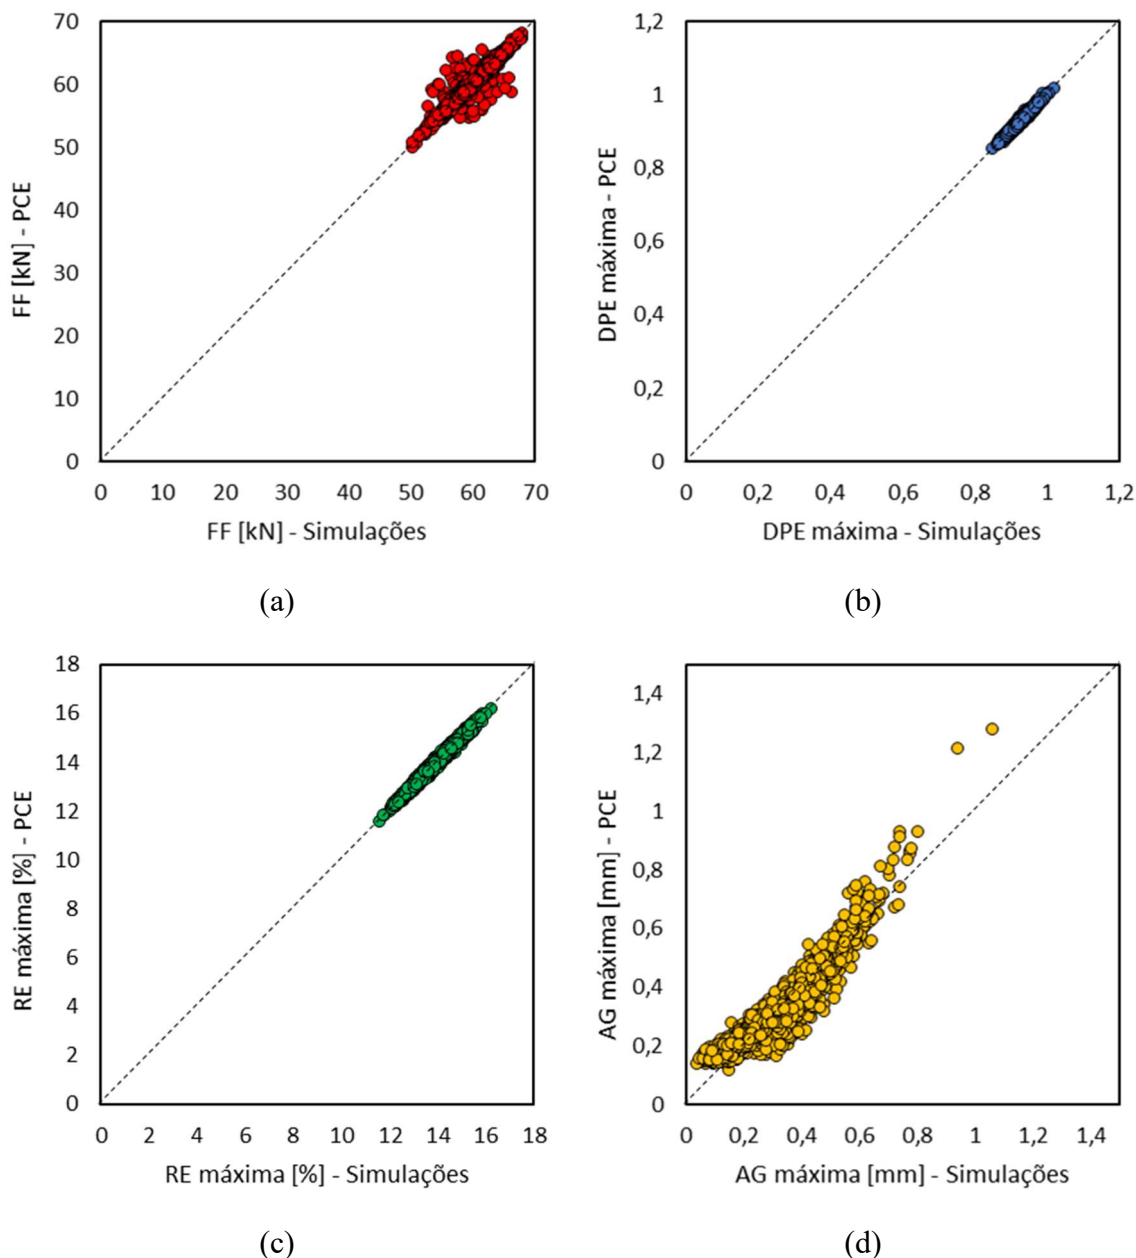 70
60
50
40
30
20
10
0
FF [kN] - PCE
0 10 20 30 40 50 60 70
FF [kN] - Simulações
(a)
1,2
1
0,8
0,6
0,4
0,2
0
DPE máxima - PCE
0 0,2 0,4 0,6 0,8 1 1,2
DPE máxima - Simulações
(b)
18
16
14
12
10
8
6
4
2
0
RE máxima [%] - PCE
0 2 4 6 8 10 12 14 16 18
RE máxima [%] - Simulações
(c)
1,4
1,2
1
0,8
0,6
0,4
0,2
0
AG máxima [mm] - PCE
0 0,2 0,4 0,6 0,8 1 1,2 1,4
AG máxima [mm] - Simulações
(d)